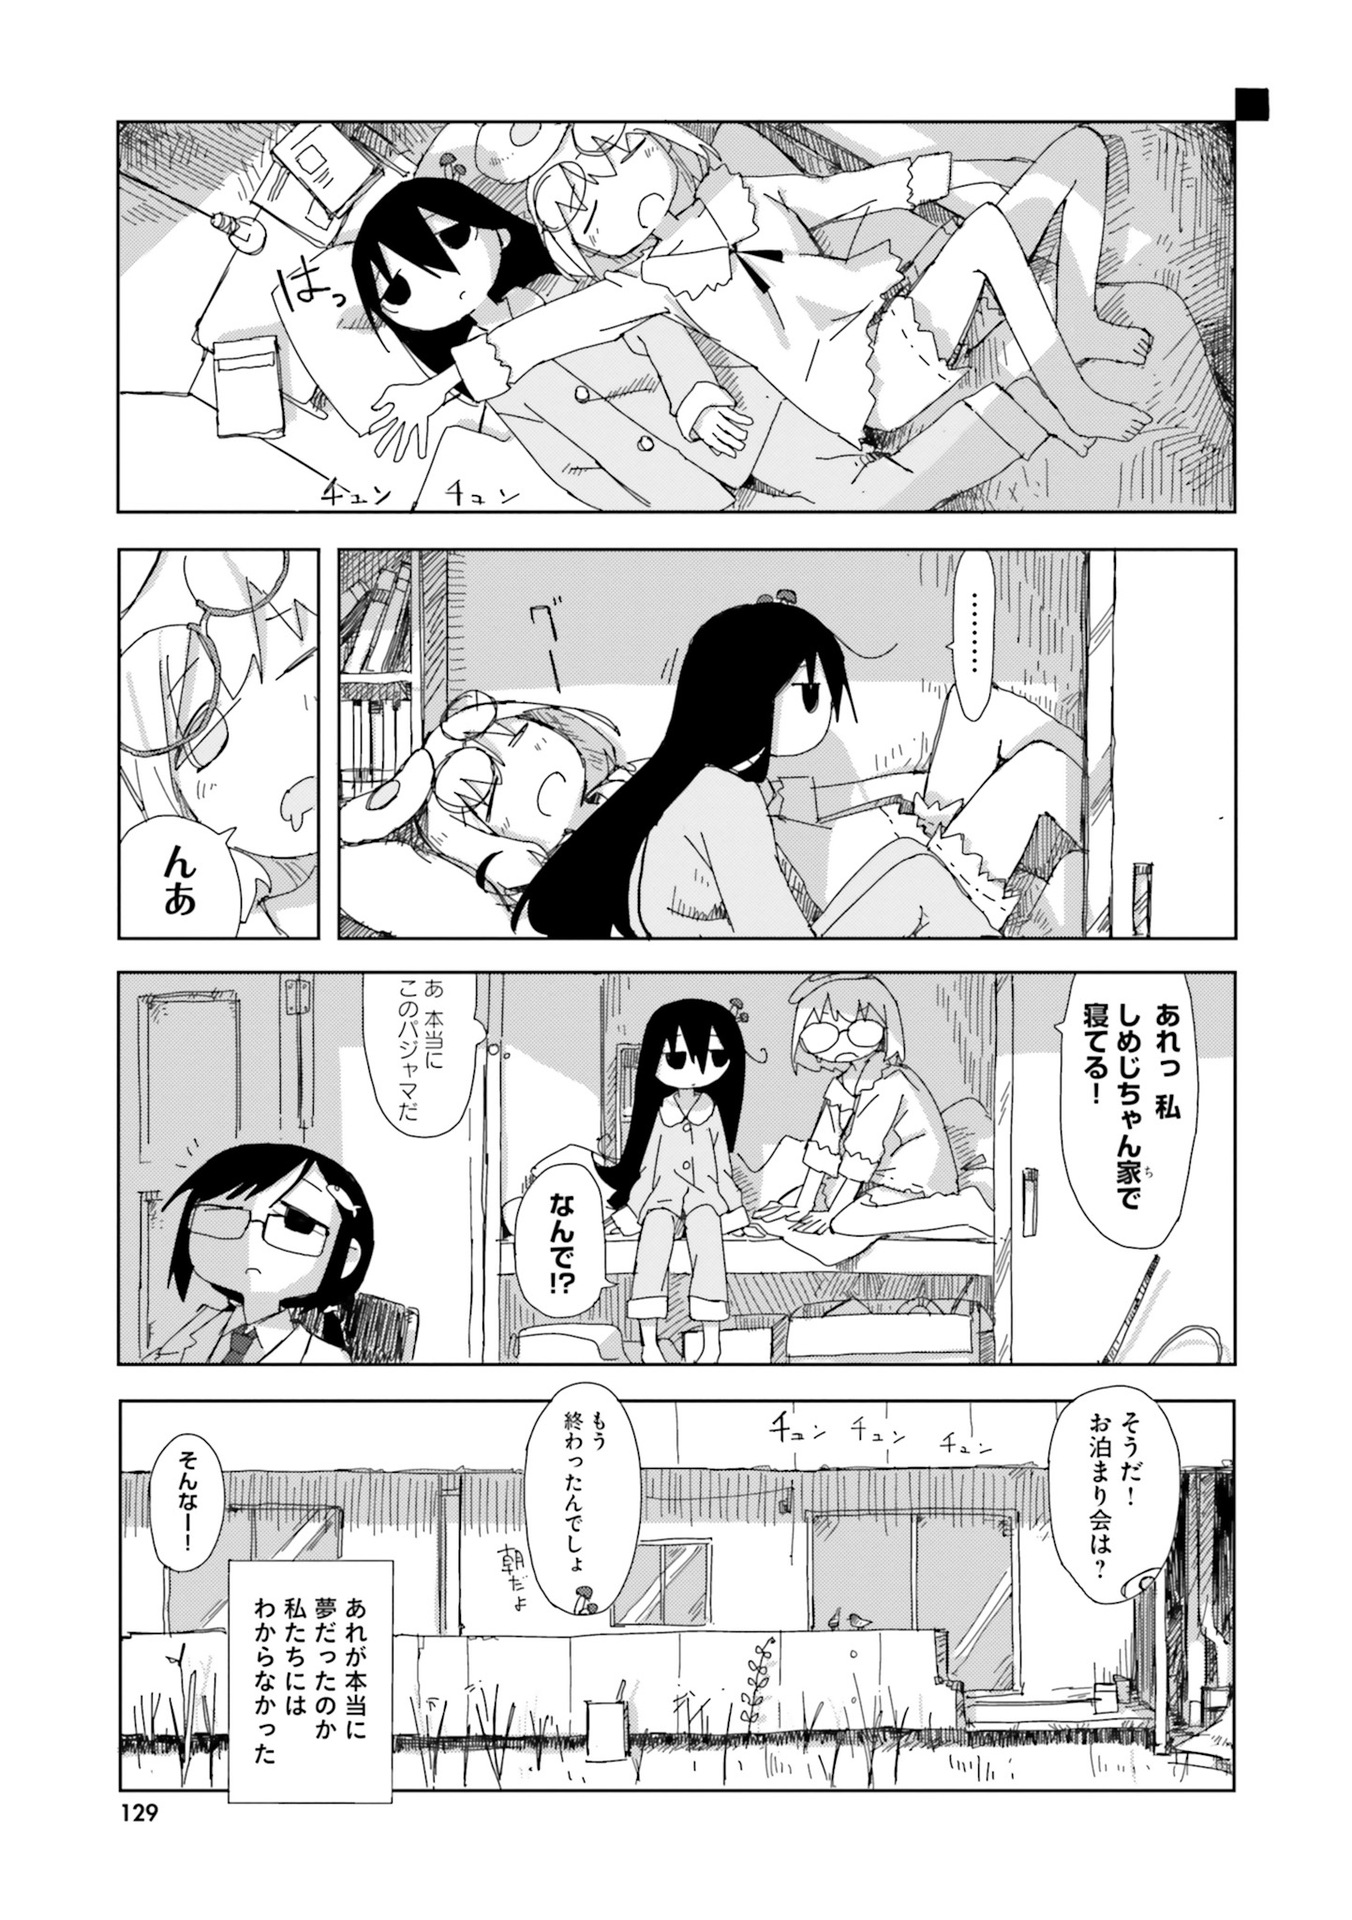 はっ
チュン
チュン
………
グー
んあ
あれっ 私
しめじちゃん家で
ち
寝てる！
なんで!?
あ 本当に
このパジャマだ
チュン
チュン
チュン
そうだ！
お泊まり会は？
もう
終わったんでしょ
朝だよ
そんなー！
あれが本当に
夢だったのか
私たちには
わからなかった
129